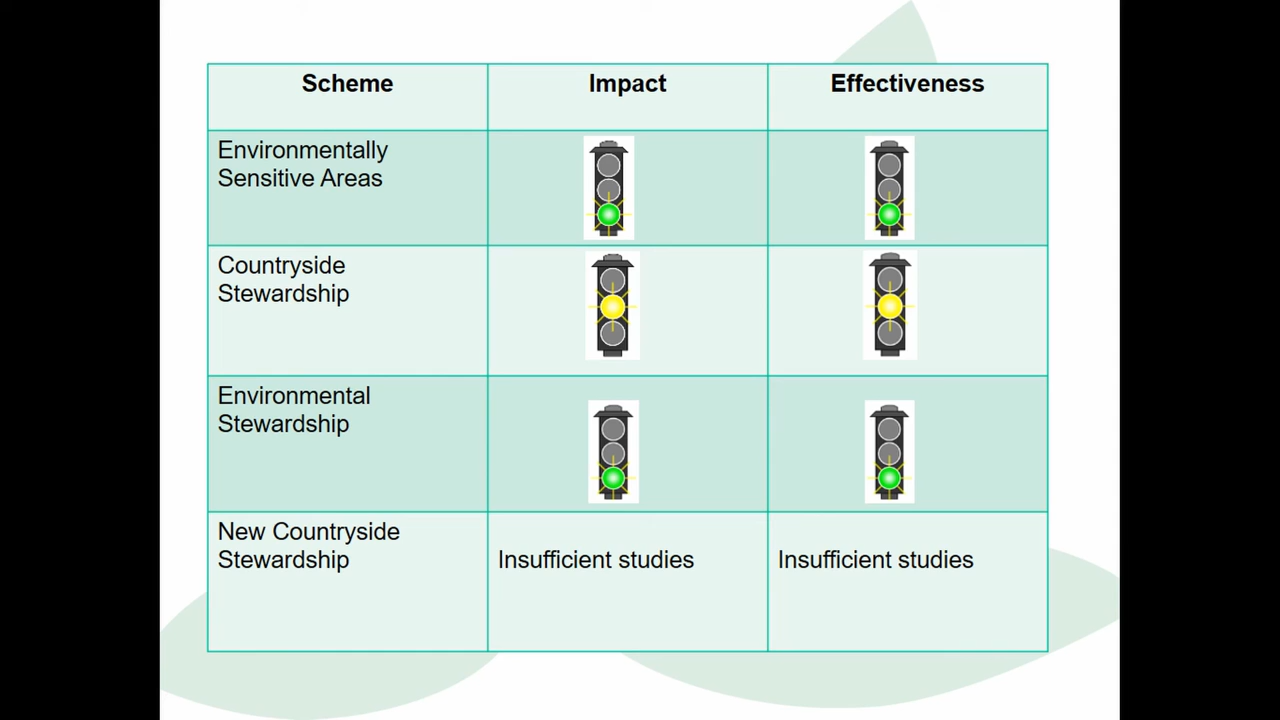 Scheme
Impact
Effectiveness
Environmentally
Sensitive Areas
Countryside
Stewardship
Environmental
Stewardship
New Countryside
Stewardship
Insufficient studies
Insufficient studies